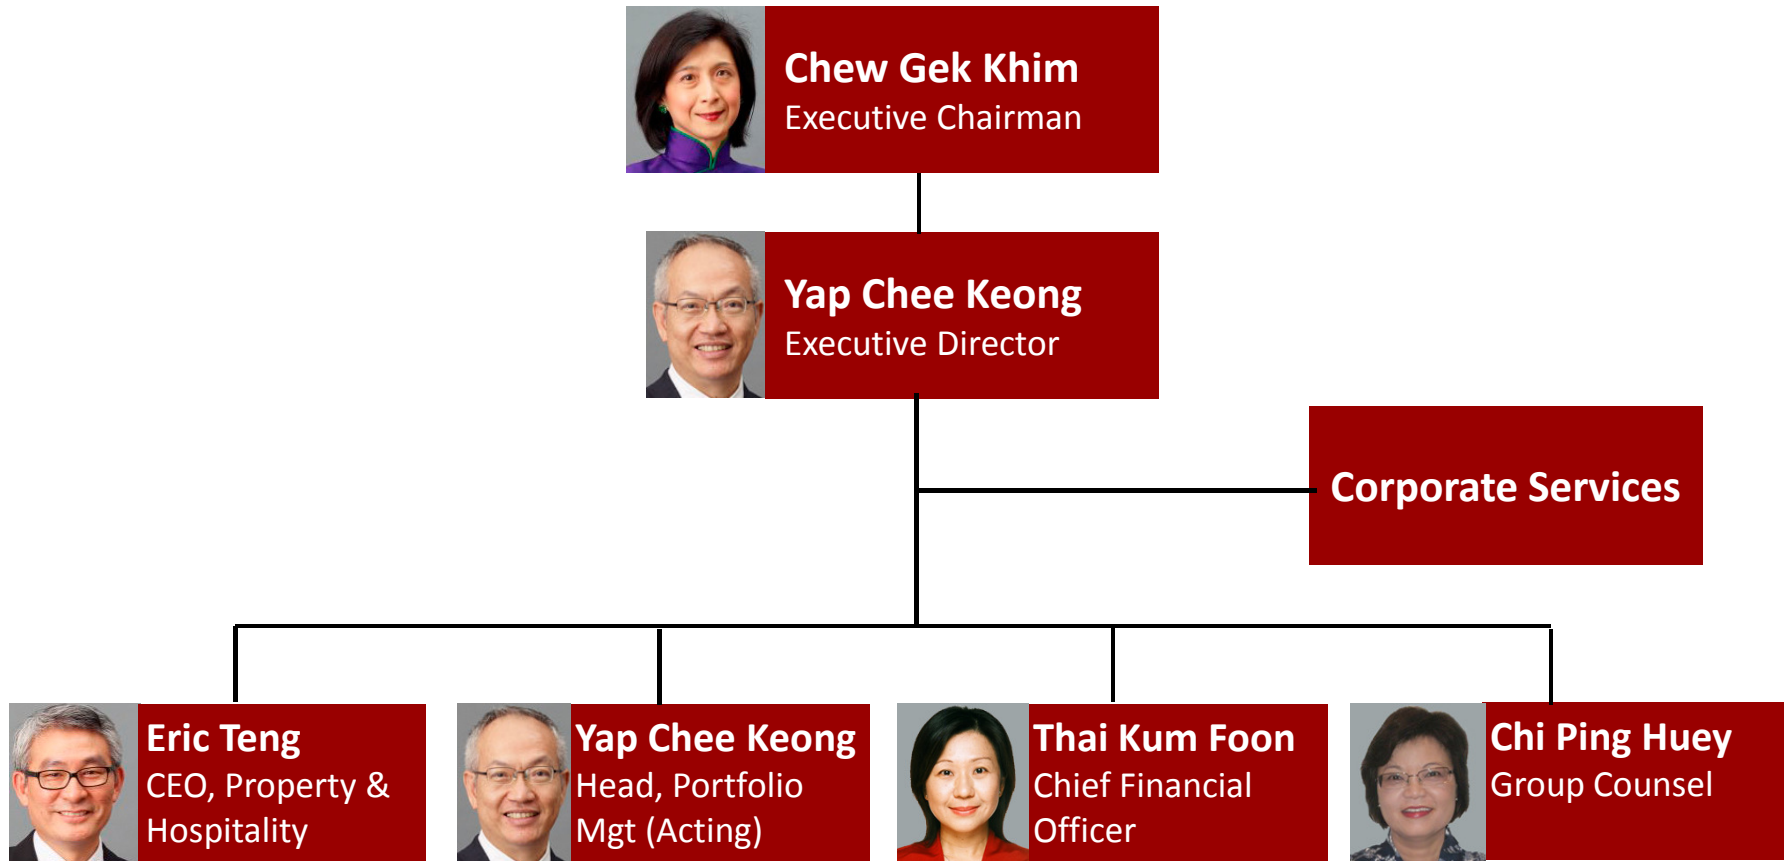 Chew Gek Khim
Executive Chairman
Yap Chee Keong
Executive Director
Corporate Services
Eric Teng
CEO, Property &
Hospitality
Yap Chee Keong
Head, Portfolio
Mgt (Acting)
Thai Kum Foon
Chief Financial
Officer
Chi Ping Huey
Group Counsel